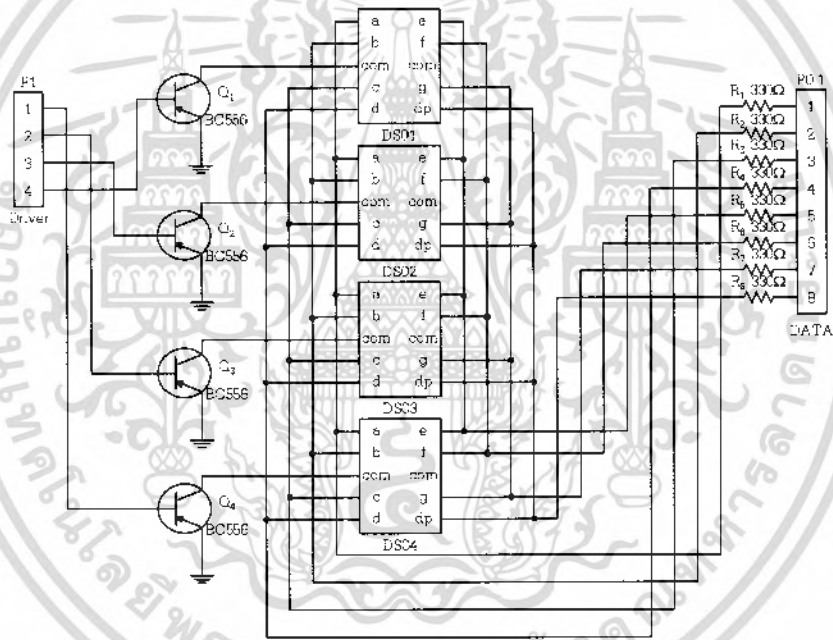 P1
1
2
3
4
Driver
Q1
BC556
Q2
BC556
Q3
BC556
Q4
BC556
a e
b f
com com
c g
d dp
DS01
a e
b f
com com
c g
d dp
DS02
a e
b f
com com
c g
d dp
DS03
a e
b f
com com
c g
d dp
DS04
R1 330Ω
R2 330Ω
R3 330Ω
R4 330Ω
R5 330Ω
R6 330Ω
R7 330Ω
R8 330Ω
1
2
3
4
5
6
7
8
DATA